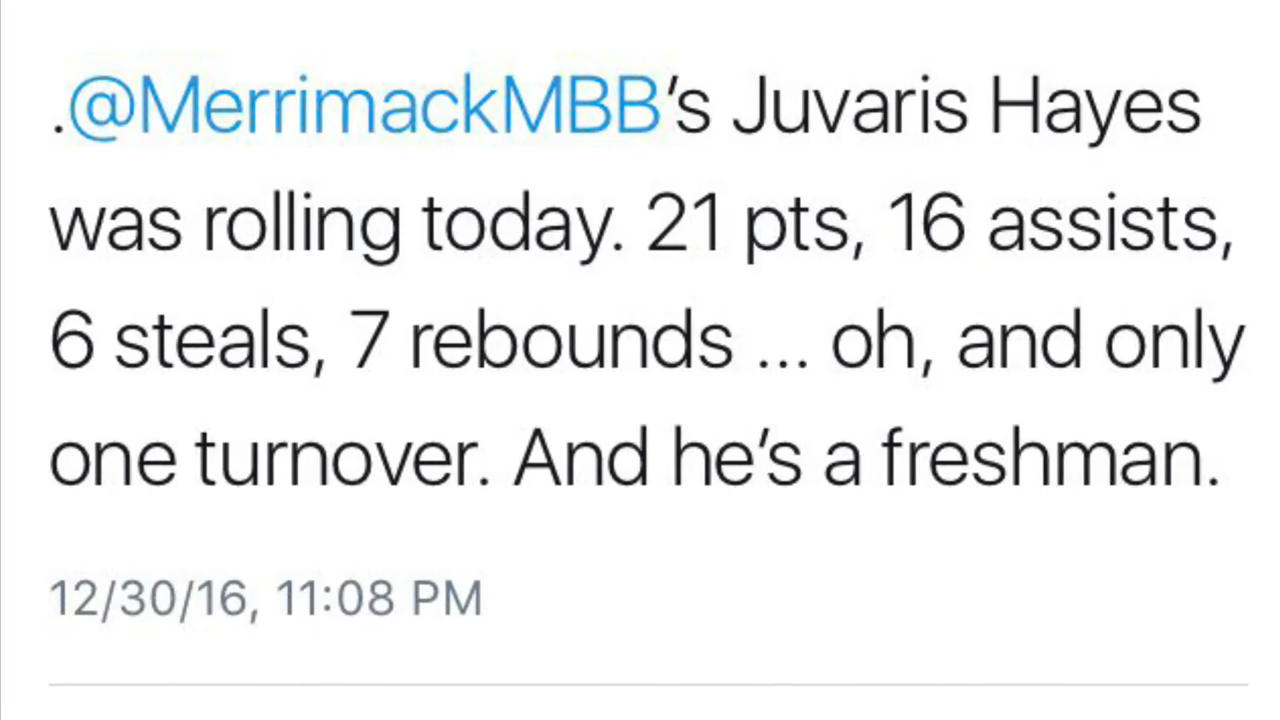 .@MerrimackMBB’s Juvaris Hayes
was rolling today. 21 pts, 16 assists,
6 steals, 7 rebounds ... oh, and only
one turnover. And he’s a freshman.
12/30/16, 11:08 PM